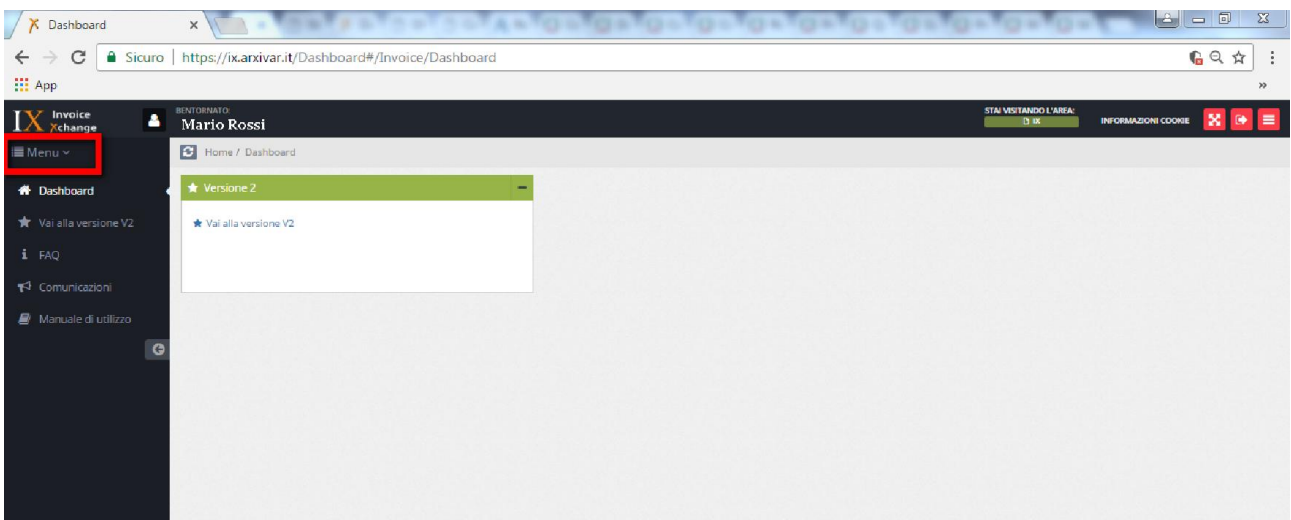 Dashboard
Sicuro | https://ix.arxivar.it/Dashboard#/Invoice/Dashboard
App
»
IX Invoice
Xchange
BENTORNATO:
Mario Rossi
STAI VISITANDO L'AREA:
IX
INFORMAZIONI COOKIE
Menu
Home / Dashboard
Dashboard
Versione 2
Vai alla versione V2
Vai alla versione V2
FAQ
Comunicazioni
Manuale di utilizzo